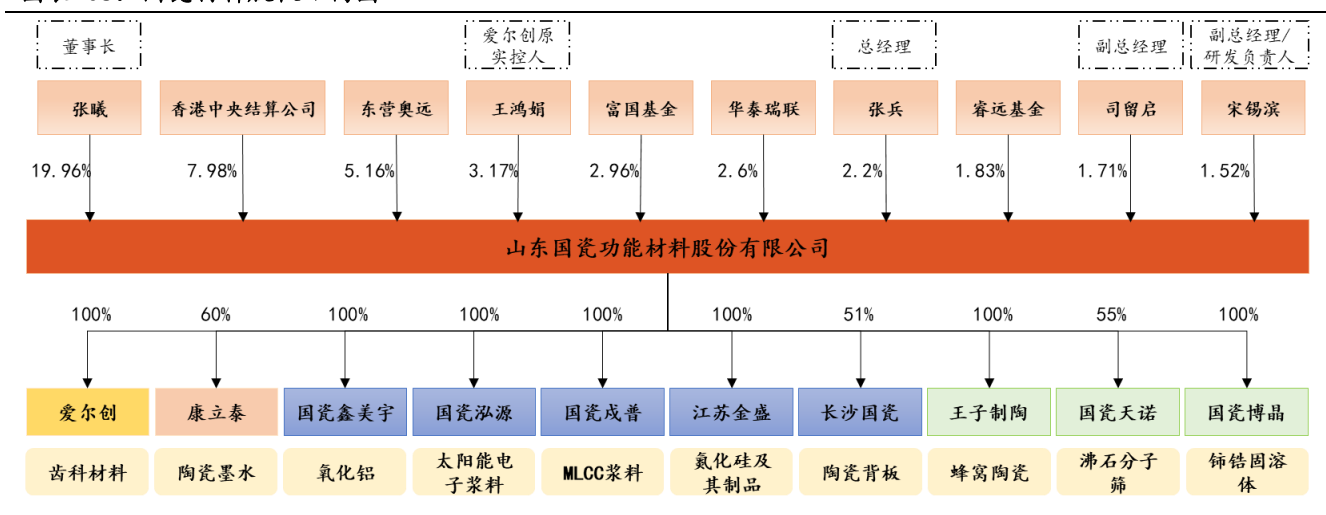 董事长
爱尔创原
实控人
总经理
副总经理
副总经理/
研发负责人
张曦
香港中央结算公司
东营奥远
王鸿娟
富国基金
华泰瑞联
张兵
睿远基金
司留启
宋锡滨
19.96%
7.98%
5.16%
3.17%
2.96%
2.6%
2.2%
1.83%
1.71%
1.52%
山东国瓷功能材料股份有限公司
100%
60%
100%
100%
100%
100%
51%
100%
55%
100%
爱尔创
康立泰
国瓷鑫美宇
国瓷泓源
国瓷戍普
江苏金盛
长沙国瓷
王子制陶
国瓷天诺
国瓷博晶
齿科材料
陶瓷墨水
氧化铝
太阳能电
子浆料
MLCC浆料
氮化硅及
其制品
陶瓷背板
蜂窝陶瓷
沸石分子
筛
铈锆固溶
体